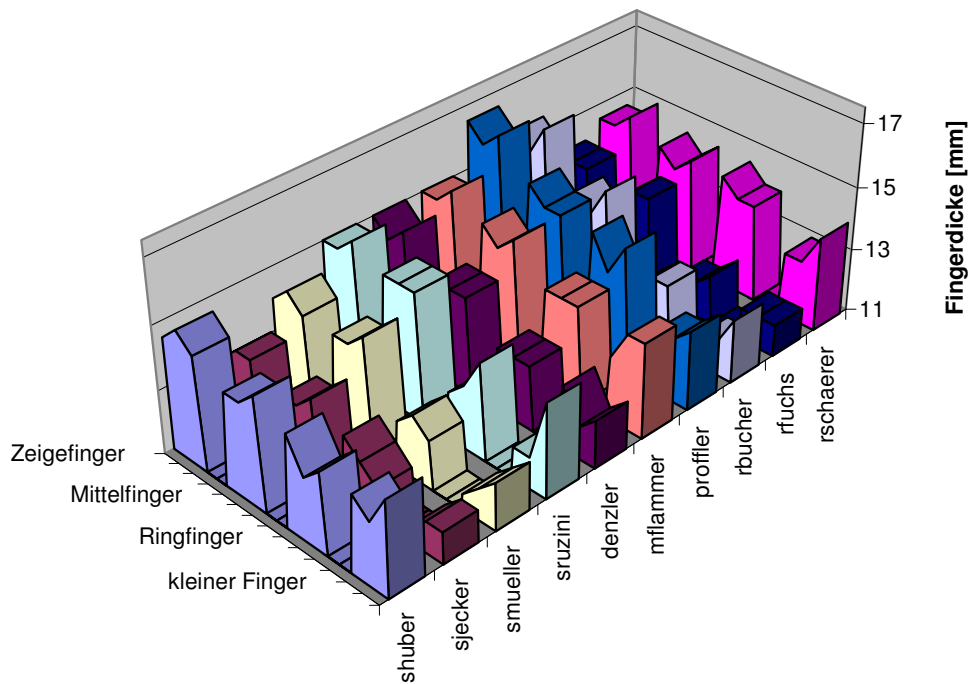 17
15
13
11
Fingerdicke [mm]
Zeigefinger
Mittelfinger
Ringfinger
kleiner Finger
shuber
sjecker
smueller
sruzini
denzler
mflammer
proffler
rbucher
rfuchs
rschaerer